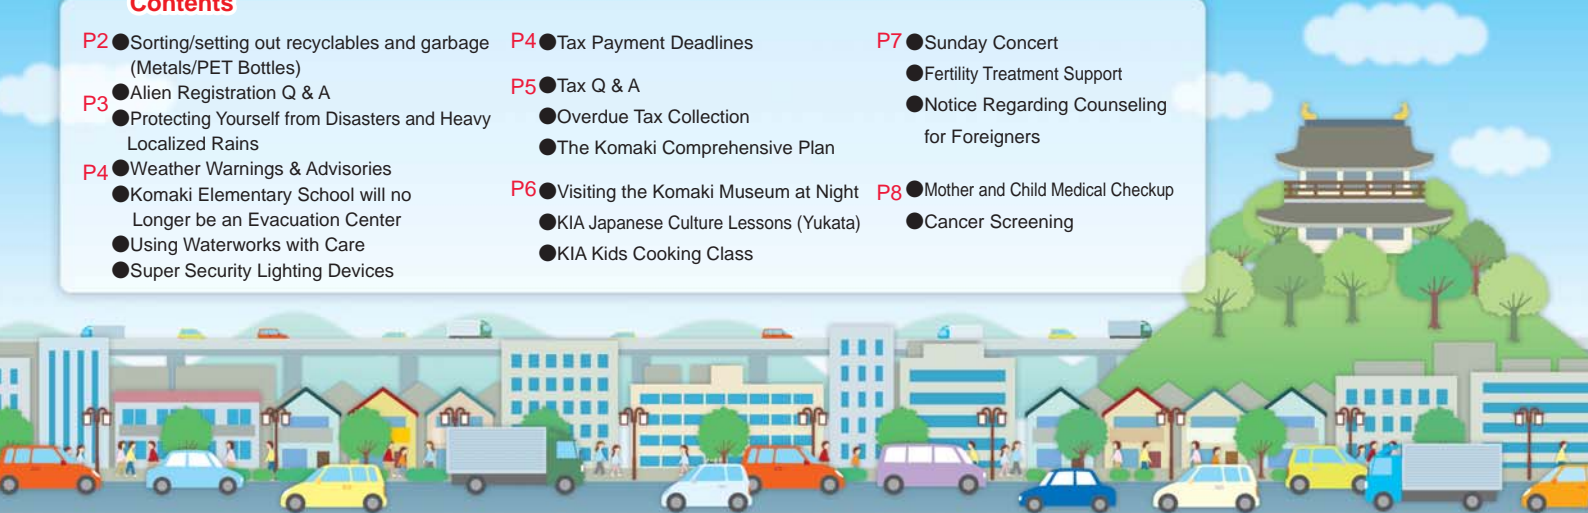 Contents
P2 ●Sorting/setting out recyclables and garbage
(Metals/PET Bottles)
P3 ●Alien Registration Q & A
●Protecting Yourself from Disasters and Heavy
Localized Rains
P4 ●Weather Warnings & Advisories
●Komaki Elementary School will no
Longer be an Evacuation Center
●Using Waterworks with Care
●Super Security Lighting Devices
P4 ●Tax Payment Deadlines
P5 ●Tax Q & A
●Overdue Tax Collection
●The Komaki Comprehensive Plan
P6 ●Visiting the Komaki Museum at Night
●KIA Japanese Culture Lessons (Yukata)
●KIA Kids Cooking Class
P7 ●Sunday Concert
●Fertility Treatment Support
●Notice Regarding Counseling
for Foreigners
P8 ●Mother and Child Medical Checkup
●Cancer Screening